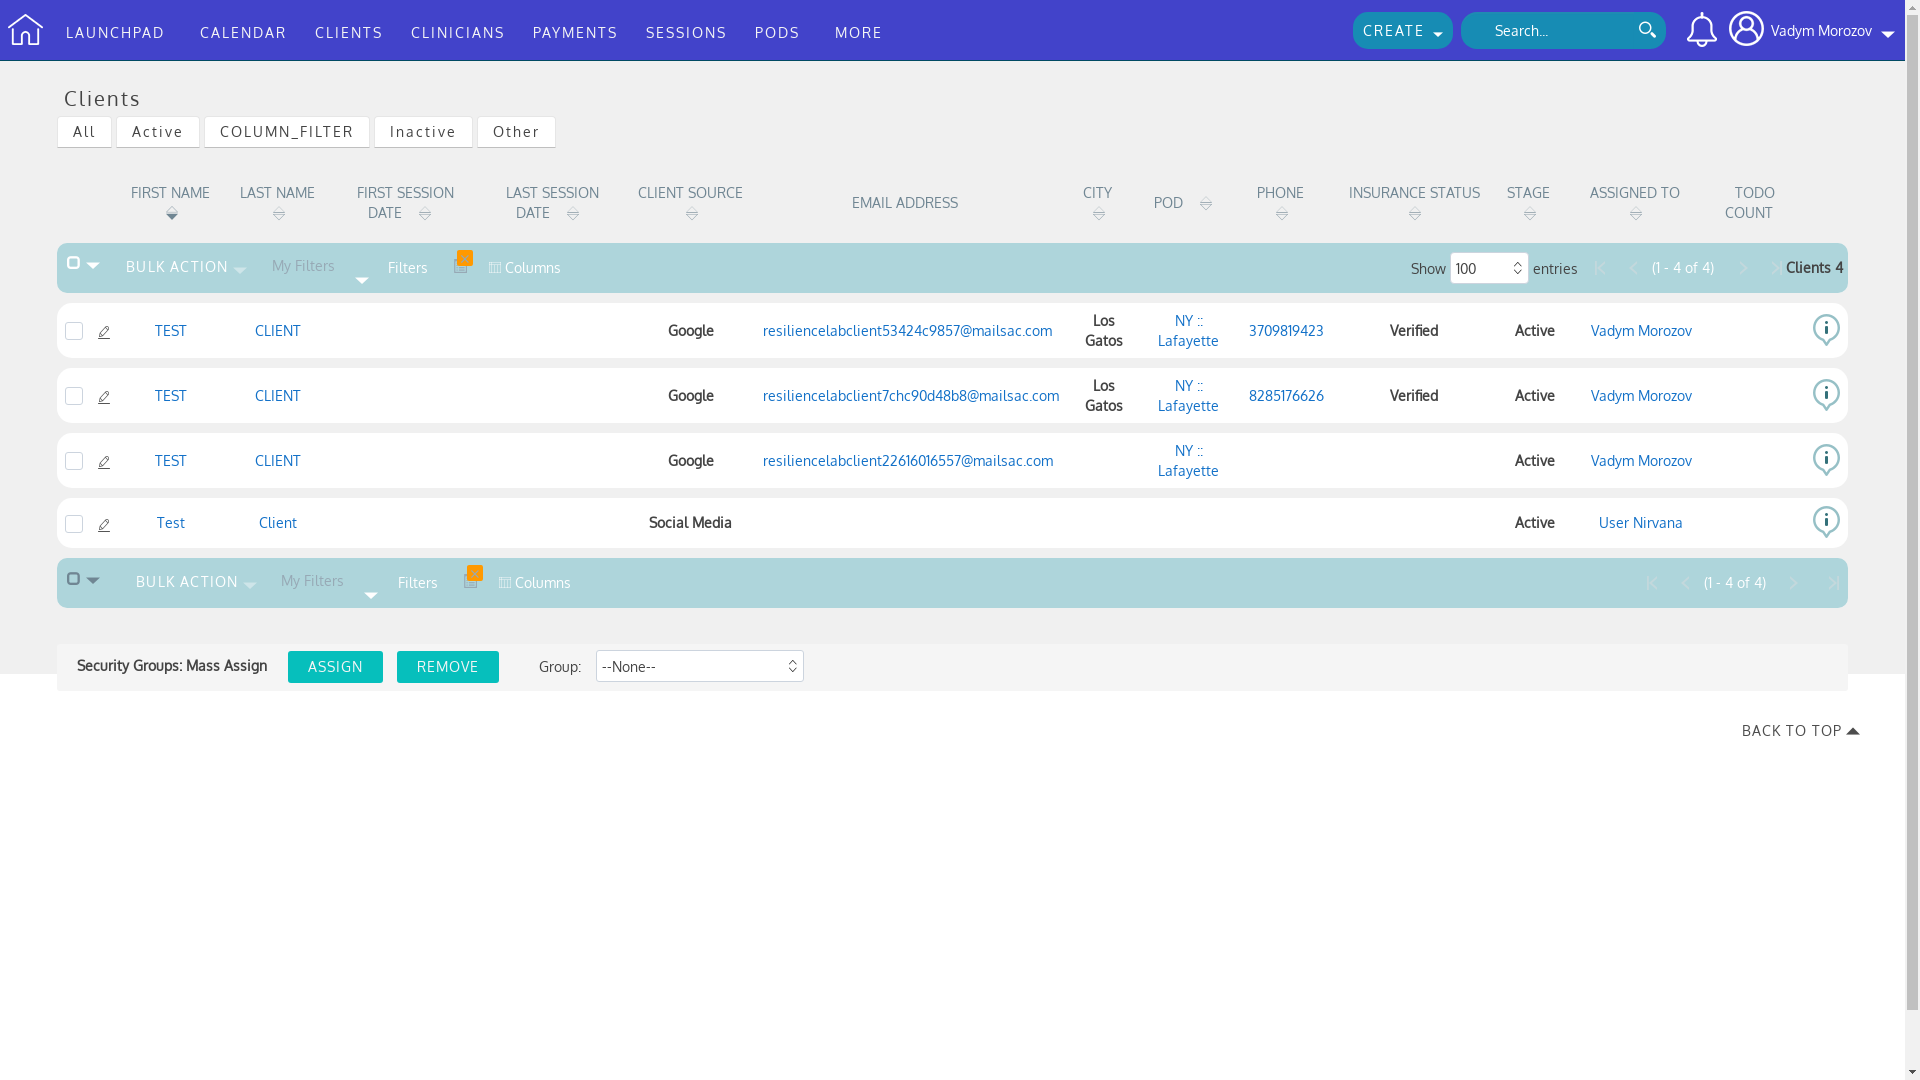 LAUNCHPAD CALENDAR CLIENTS CLINICIANS PAYMENTS SESSIONS PODS MORE CREATE Search... Vadym Morozov
Clients
All Active COLUMN_FILTER Inactive Other
FIRST NAME LAST NAME FIRST SESSION DATE LAST SESSION DATE CLIENT SOURCE EMAIL ADDRESS CITY POD PHONE INSURANCE STATUS STAGE ASSIGNED TO TODO COUNT
BULK ACTION My Filters Filters Columns Show 100 entries (1 - 4 of 4) Clients 4
TEST CLIENT Google resiliencelabclient53424c9857@mailsac.com Los Gatos NY :: Lafayette 3709819423 Verified Active Vadym Morozov
TEST CLIENT Google resiliencelabclient7chc90d48b8@mailsac.com Los Gatos NY :: Lafayette 8285176626 Verified Active Vadym Morozov
TEST CLIENT Google resiliencelabclient22616016557@mailsac.com NY :: Lafayette Active Vadym Morozov
Test Client Social Media Active User Nirvana
BULK ACTION My Filters Filters Columns (1 - 4 of 4)
Security Groups: Mass Assign ASSIGN REMOVE Group: --None--
BACK TO TOP